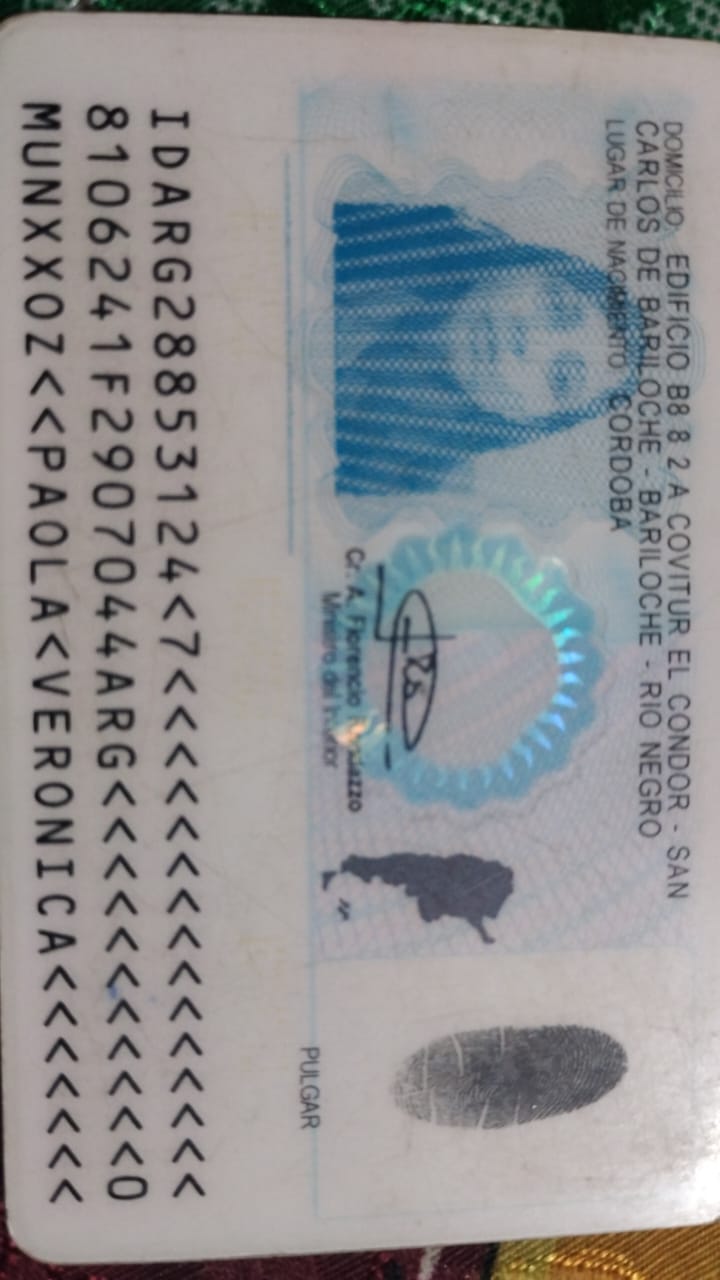 DOMICILIO: EDIFICIO B8 8 2 A COVITUR EL CONDOR - SAN
CARLOS DE BARILOCHE - BARILOCHE - RIO NEGRO
LUGAR DE NACIMIENTO CORDOBA
Cr. A. Florencio
Ministro del Interior
PULGAR
IDARG28853124<7<<<<<<<<<<<<<<<
8106241F2907044ARG<<<<<<<<<<<0
MUNXXOZ<<PAOLA<VERONICA<<<<<<<